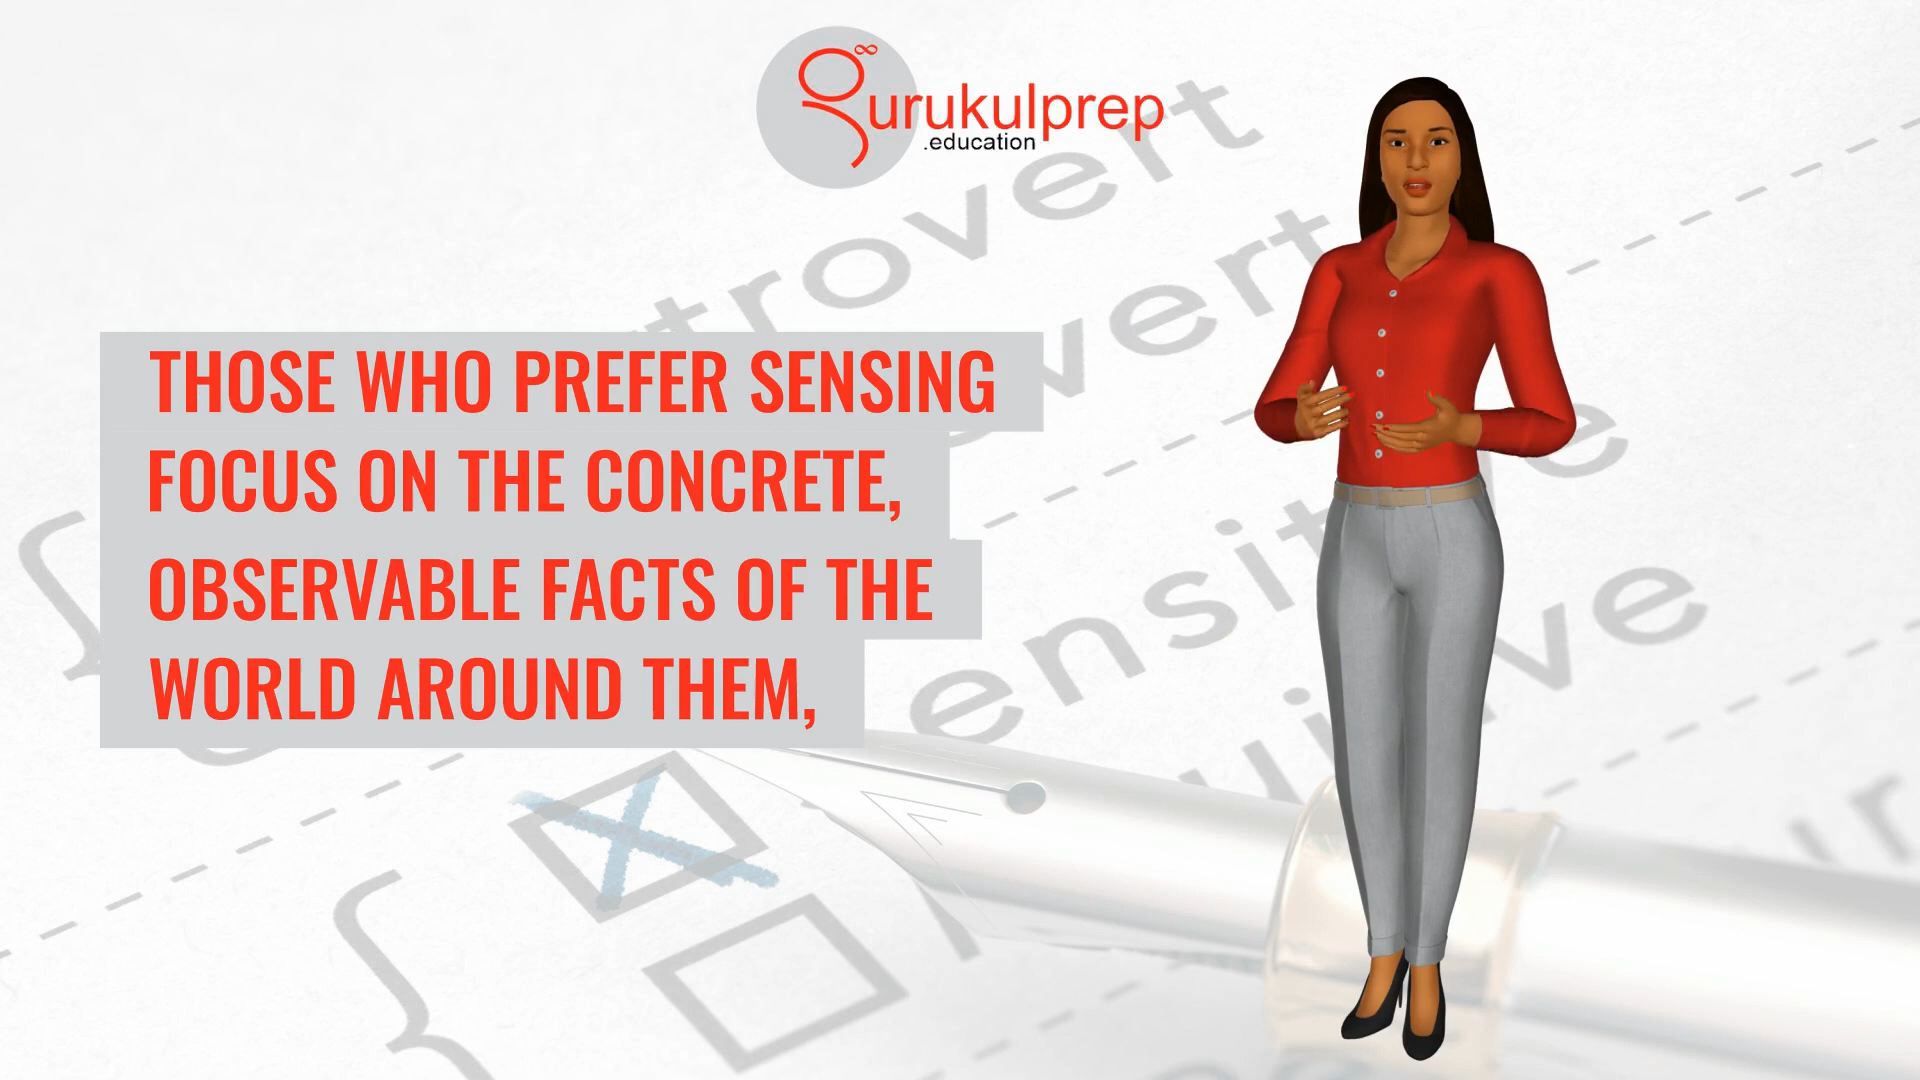 gurukulprep
.education
THOSE WHO PREFER SENSING
FOCUS ON THE CONCRETE,
OBSERVABLE FACTS OF THE
WORLD AROUND THEM,